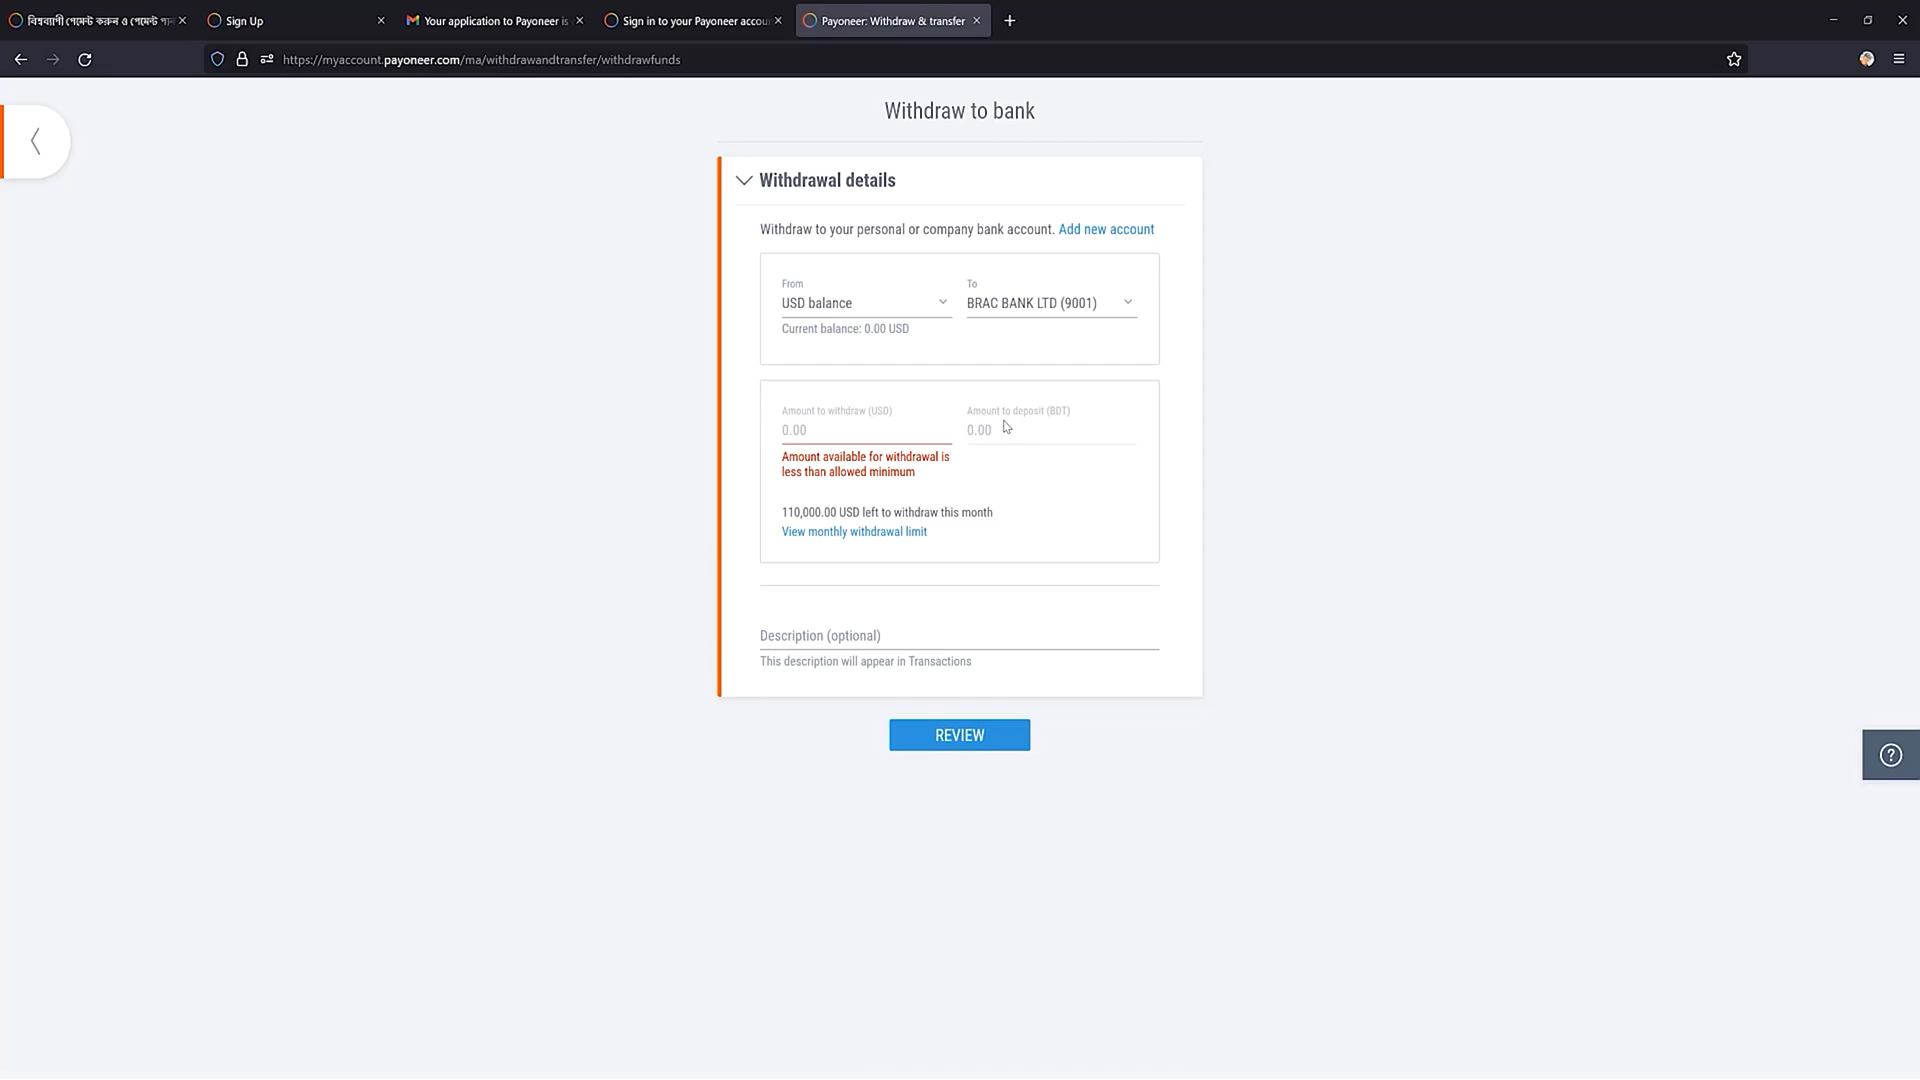 বিশ্বব্যাপী পেমেন্ট করুন ও পেমেন্ট
Sign Up
Your application to Payoneer is
Sign in to your Payoneer accou
Payoneer: Withdraw & transfer
https://myaccount.payoneer.com/ma/withdrawandtransfer/withdrawfunds
Withdraw to bank
Withdrawal details
Withdraw to your personal or company bank account. Add new account
From
To
USD balance
BRAC BANK LTD (9001)
Current balance: 0.00 USD
Amount to withdraw (USD)
Amount to deposit (BDT)
0.00
0.00
Amount available for withdrawal is
less than allowed minimum
110,000.00 USD left to withdraw this month
View monthly withdrawal limit
Description (optional)
This description will appear in Transactions
REVIEW